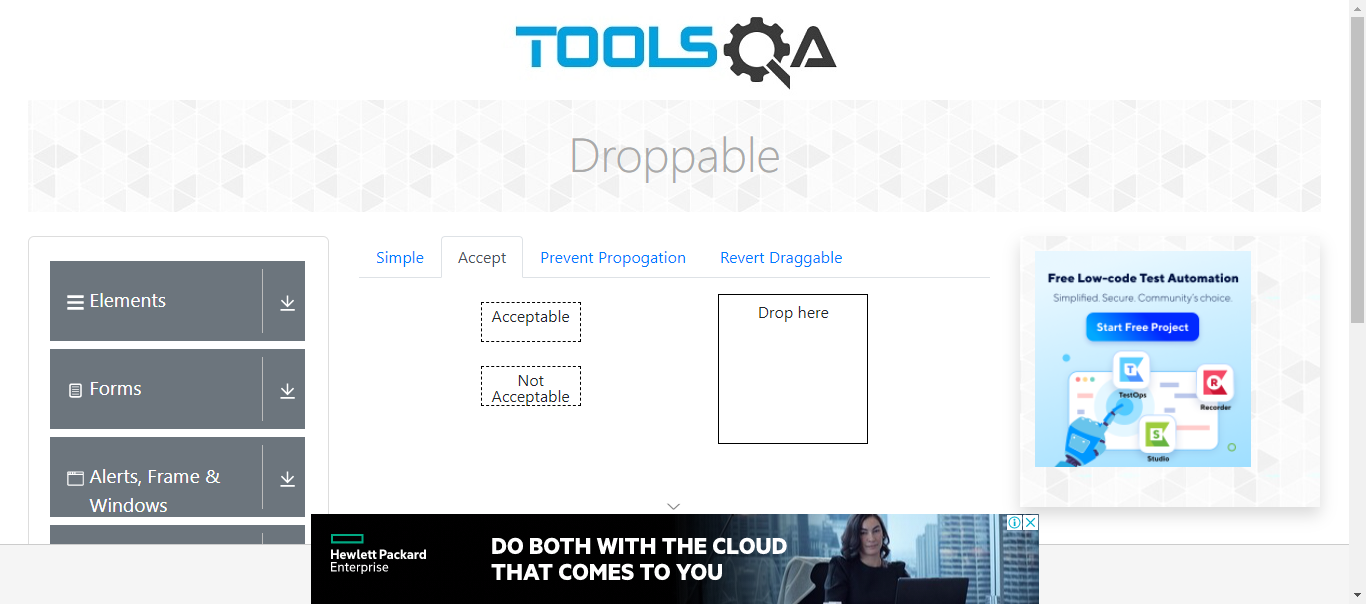 TOOLSQA
Droppable
Elements
Forms
Alerts, Frame &
Windows
Simple
Accept
Prevent Propogation
Revert Draggable
Acceptable
Not
Acceptable
Drop here
Free Low-code Test Automation
Simplified. Secure. Community's choice.
Start Free Project
TestOps
Recorder
Studio
Hewlett Packard
Enterprise
DO BOTH WITH THE CLOUD
THAT COMES TO YOU